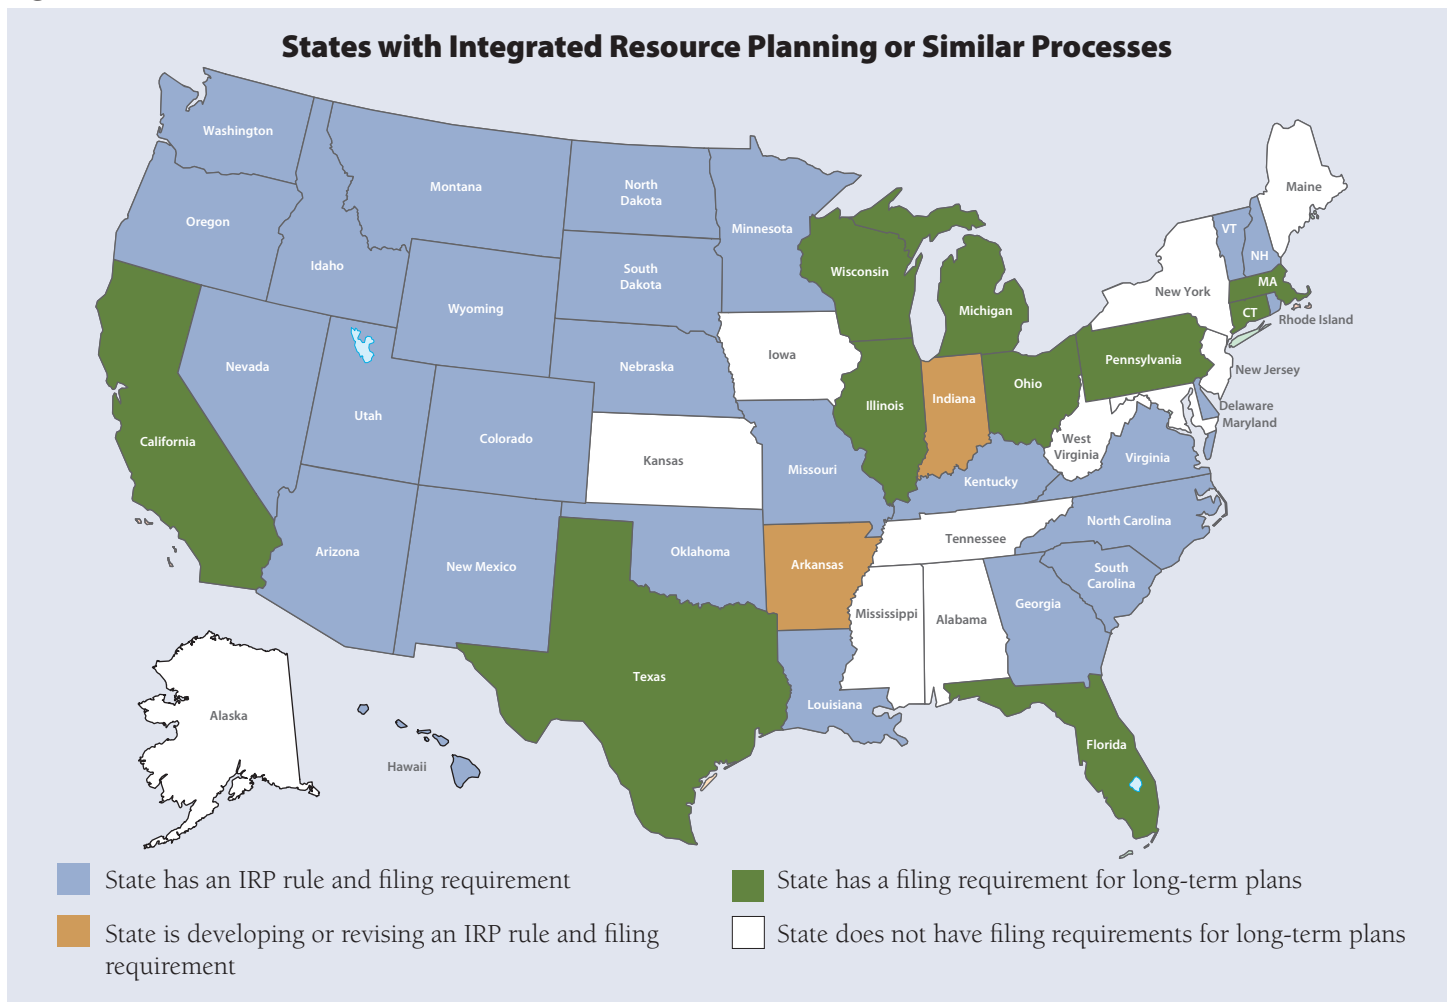 States with Integrated Resource Planning or Similar Processes
Washington
Oregon
Idaho
Montana
North
Dakota
Minnesota
South
Dakota
Wyoming
Nebraska
Nevada
Utah
Colorado
California
Arizona
New Mexico
Kansas
Oklahoma
Texas
Iowa
Missouri
Arkansas
Louisiana
Wisconsin
Illinois
Michigan
Indiana
Ohio
Kentucky
Tennessee
Mississippi
Alabama
Georgia
Florida
South
Carolina
North Carolina
Virginia
West
Virginia
Pennsylvania
New York
VT
NH
Maine
MA
CT
Rhode Island
New Jersey
Delaware
Maryland
Alaska
Hawaii
State has an IRP rule and filing requirement
State is developing or revising an IRP rule and filing
requirement
State has a filing requirement for long-term plans
State does not have filing requirements for long-term plans